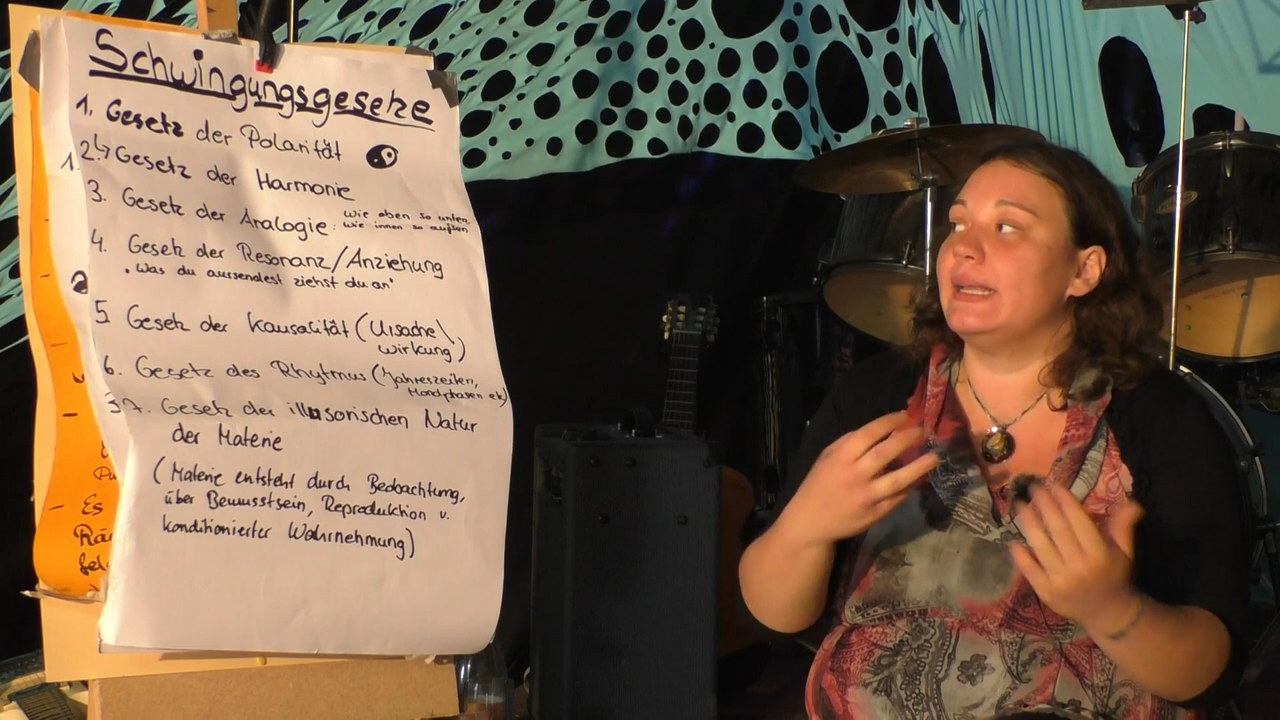 Schwingungsgesetze
1. Gesetz der Polarität
2. Gesetz der Harmonie
3. Gesetz der Analogie: wie oben so unten,
wie innen so außen
4. Gesetz der Resonanz/Anziehung
"Was du aussendest ziehst du an"
5. Gesetz der Kausalität (Ursache\
wirkung)
6. Gesetz des Rhytmus (Jahreszeiten,
Mondphasen etc)
7. Gesetz der illusorischen Natur
der Materie
(Materie entsteht durch Beobachtung,
über Bewusstsein, Reproduktion u.
konditionierter Wahrnehmung)
1.
3
- Es